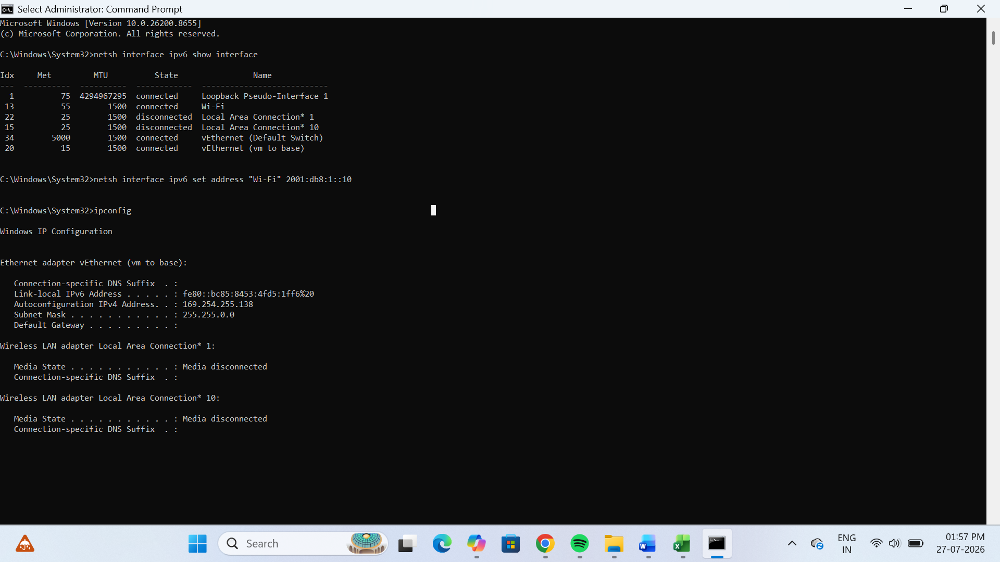 Select Administrator: Command Prompt
Microsoft Windows [Version 10.0.26200.8655]
(c) Microsoft Corporation. All rights reserved.
C:\Windows\System32>netsh interface ipv6 show interface
Idx     Met         MTU          State                Name
---  ----------  ----------  ------------  ---------------------------
  1          75  4294967295  connected     Loopback Pseudo-Interface 1
 13          55        1500  connected     Wi-Fi
 22          25        1500  disconnected  Local Area Connection* 1
 15          25        1500  disconnected  Local Area Connection* 10
 34        5000        1500  connected     vEthernet (Default Switch)
 20          15        1500  connected     vEthernet (vm to base)
C:\Windows\System32>netsh interface ipv6 set address "Wi-Fi" 2001:db8:1::10
C:\Windows\System32>ipconfig
Windows IP Configuration
Ethernet adapter vEthernet (vm to base):
   Connection-specific DNS Suffix  . :
   Link-local IPv6 Address . . . . . : fe80::bc85:8453:4fd5:1ff6%20
   Autoconfiguration IPv4 Address. . : 169.254.255.138
   Subnet Mask . . . . . . . . . . . : 255.255.0.0
   Default Gateway . . . . . . . . . :
Wireless LAN adapter Local Area Connection* 1:
   Media State . . . . . . . . . . . : Media disconnected
   Connection-specific DNS Suffix  . :
Wireless LAN adapter Local Area Connection* 10:
   Media State . . . . . . . . . . . : Media disconnected
   Connection-specific DNS Suffix  . :
Search
ENG
IN
01:57 PM
27-07-2026